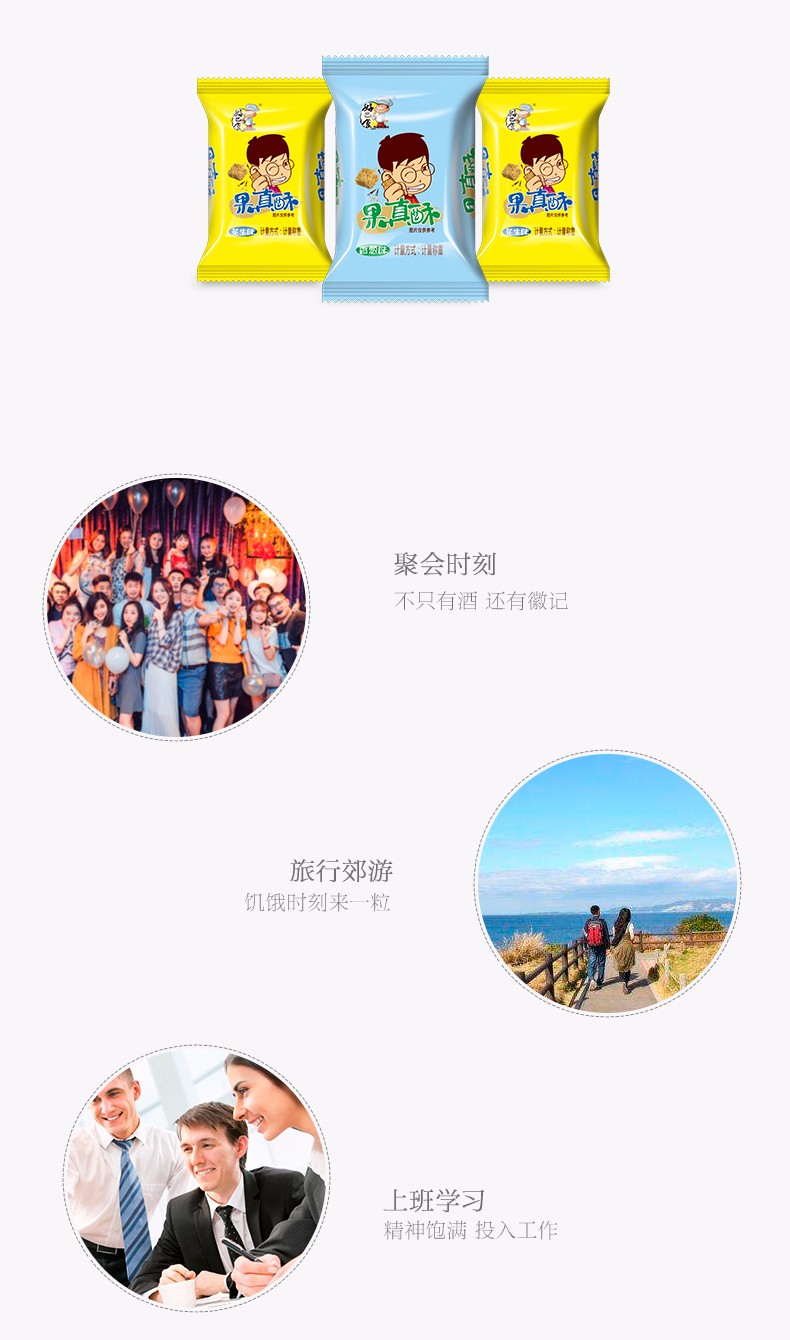 果真酥
图片仅供参考
花生味 计量方式：计量称重
果真酥
图片仅供参考
计量方式：计量称重
果真酥
图片仅供参考
花生味 计量方式：计量称重
聚会时刻
不只有酒 还有徽记
旅行郊游
饥饿时刻来一粒
上班学习
精神饱满 投入工作